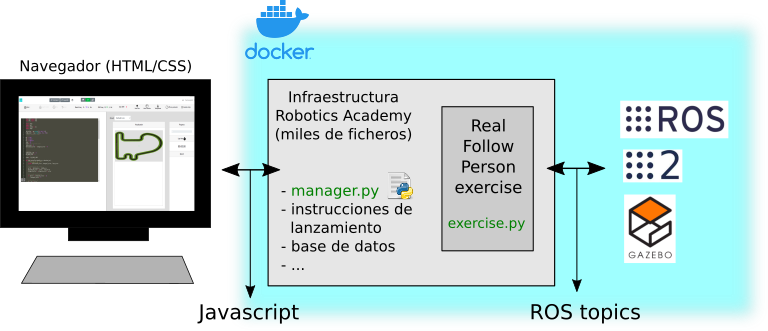 docker
Navegador (HTML/CSS)
Infraestructura
Robotics Academy
(miles de ficheros)
- manager.py
- instrucciones de
lanzamiento
- base de datos
- ...
Real
Follow
Person
exercise
exercise.py
ROS
2
GAZEBO
Javascript
ROS topics